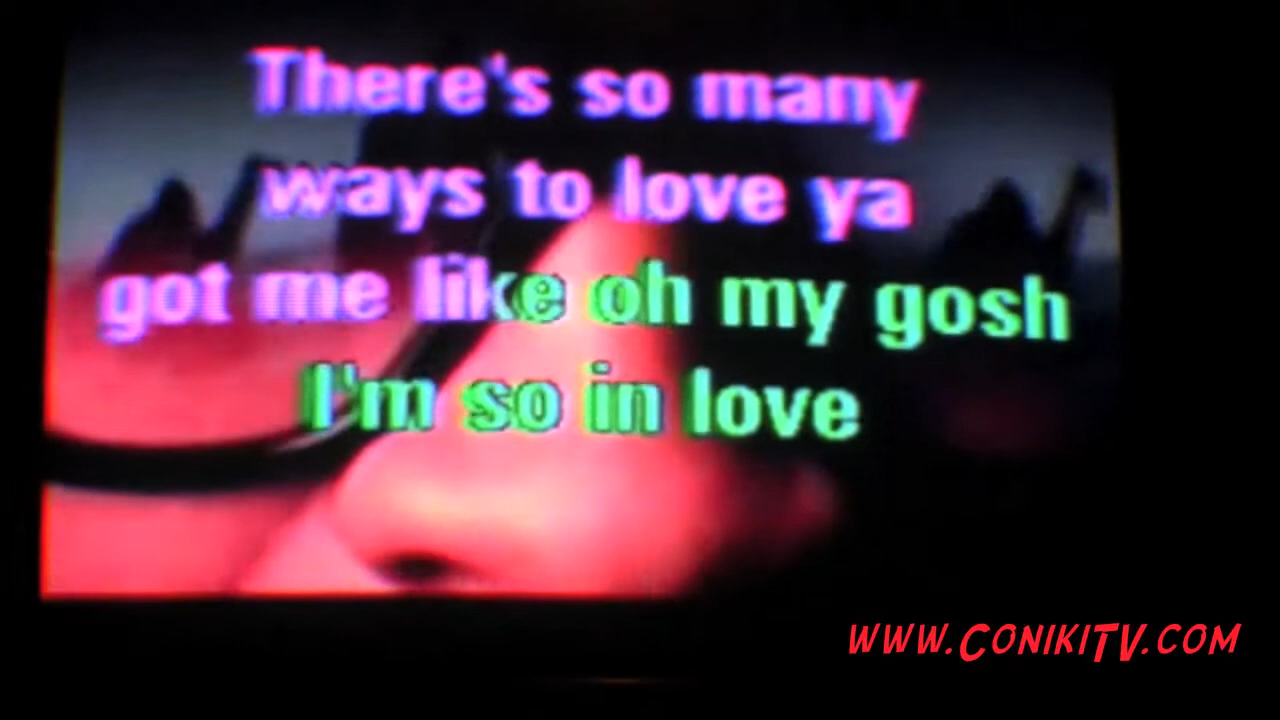 There's so many
ways to love ya
got me like oh my gosh
I'm so in love
www.ConikiTV.com